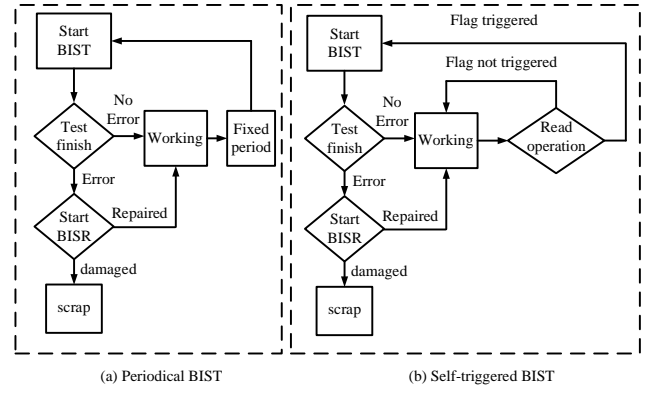 Start
BIST
No
Error
Test
finish
Working
Fixed
period
Error
Start
BISR
Repaired
damaged
scrap
(a) Periodical BIST
Flag triggered
Start
BIST
Flag not triggered
No
Error
Test
finish
Working
Read
operation
Error
Start
BISR
Repaired
damaged
scrap
(b) Self-triggered BIST